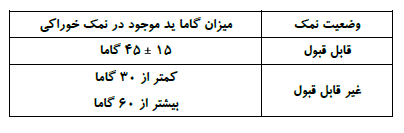 وضعیت نمک	میزان گاما ید موجود در نمک خوراکی
قابل قبول	۴۵ ± ۱۵ گاما
غیر قابل قبول	کمتر از ۳۰ گاما
بیشتر از ۶۰ گاما